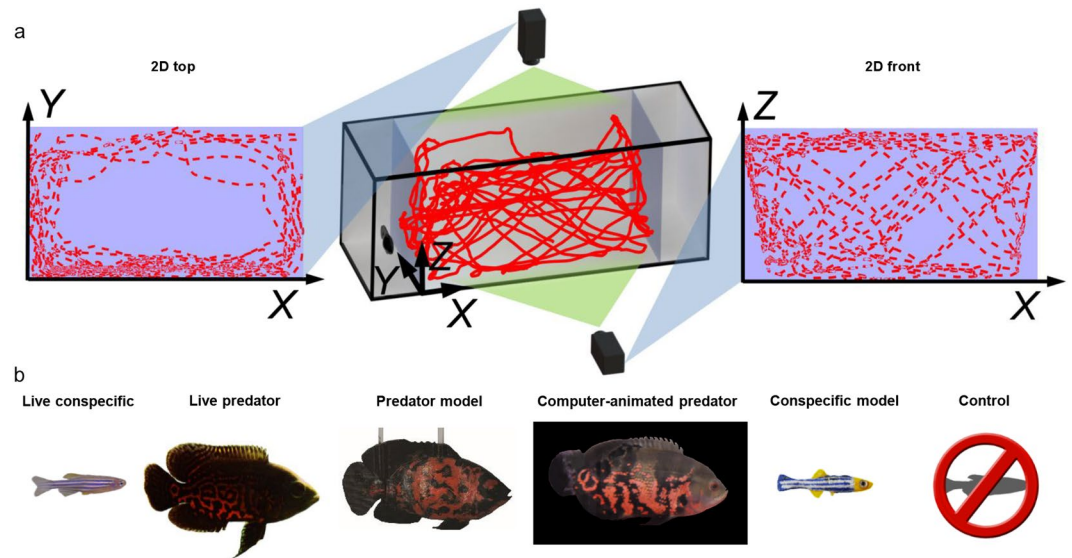 a
2D top
2D front
Y
X
Z
Y
X
Z
X
b
Live conspecific
Live predator
Predator model
Computer-animated predator
Conspecific model
Control